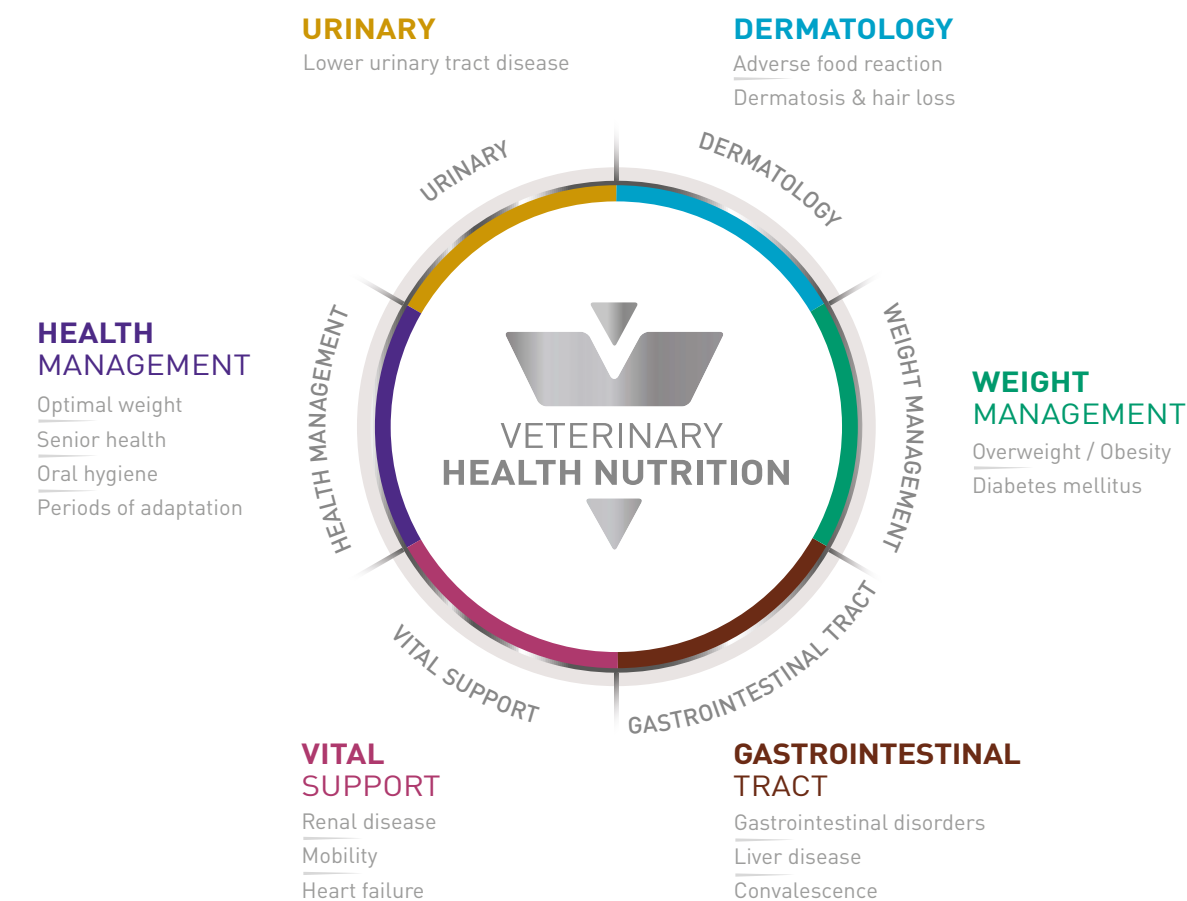 URINARY
Lower urinary tract disease
DERMATOLOGY
Adverse food reaction
Dermatosis & hair loss
URINARY
DERMATOLOGY
HEALTH
MANAGEMENT
Optimal weight
Senior health
Oral hygiene
Periods of adaptation
HEALTH MANAGEMENT
VETERINARY
HEALTH NUTRITION
WEIGHT MANAGEMENT
WEIGHT
MANAGEMENT
Overweight / Obesity
Diabetes mellitus
VITAL SUPPORT
GASTROINTESTINAL TRACT
VITAL
SUPPORT
Renal disease
Mobility
Heart failure
GASTROINTESTINAL
TRACT
Gastrointestinal disorders
Liver disease
Convalescence